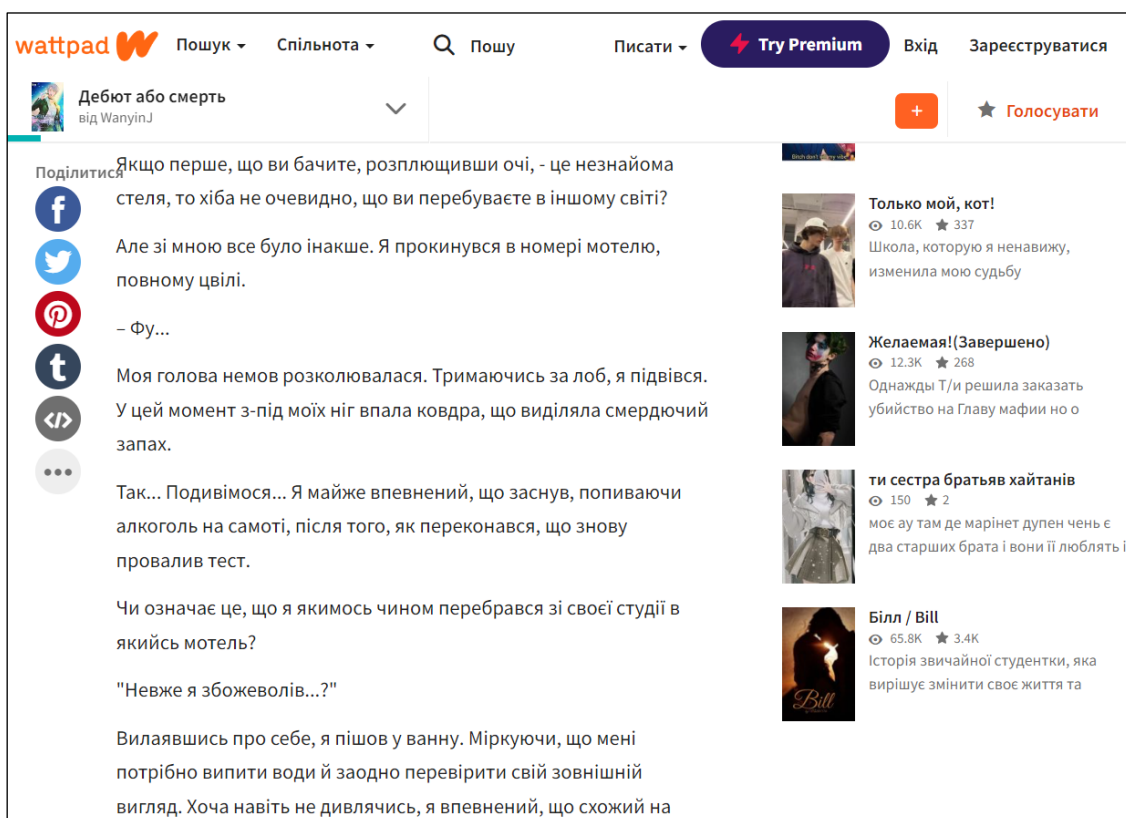 wattpad
Пошук
Спільнота
Пошу
Писати
Try Premium
Вхід
Зареєструватися
Дебют або смерть
від WanyinJ
+
Голосувати
Поділитися
Якщо перше, що ви бачите, розплющивши очі, - це незнайома
стеля, то хіба не очевидно, що ви перебуваєте в іншому світі?
Але зі мною все було інакше. Я прокинувся в номері мотелю,
повному цвілі.
– Фу...
Моя голова немов розколювалася. Тримаючись за лоб, я підвівся.
У цей момент з-під моїх ніг впала ковдра, що виділяла смердючий
запах.
Так... Подивімося... Я майже впевнений, що заснув, попиваючи
алкоголь на самоті, після того, як переконався, що знову
провалив тест.
Чи означає це, що я якимось чином перебрався зі своєї студії в
якийсь мотель?
"Невже я збожеволів...?"
Вилаявшись про себе, я пішов у ванну. Міркуючи, що мені
потрібно випити води й заодно перевірити свій зовнішній
вигляд. Хоча навіть не дивлячись, я впевнений, що схожий на
Bitch don't my vibe
Только мой, кот!
10.6K 337
Школа, которую я ненавижу,
изменила мою судьбу
Желаемая!(Завершено)
12.3K 268
Однажды Т/и решила заказать
убийство на Главу мафии но о
ти сестра братьяв хайтанів
150 2
моє ау там де марінет дупен чень є
два старших брата і вони її люблять і
Білл / Bill
65.8K 3.4K
Історія звичайної студентки, яка
вирішує змінити своє життя та
Bill